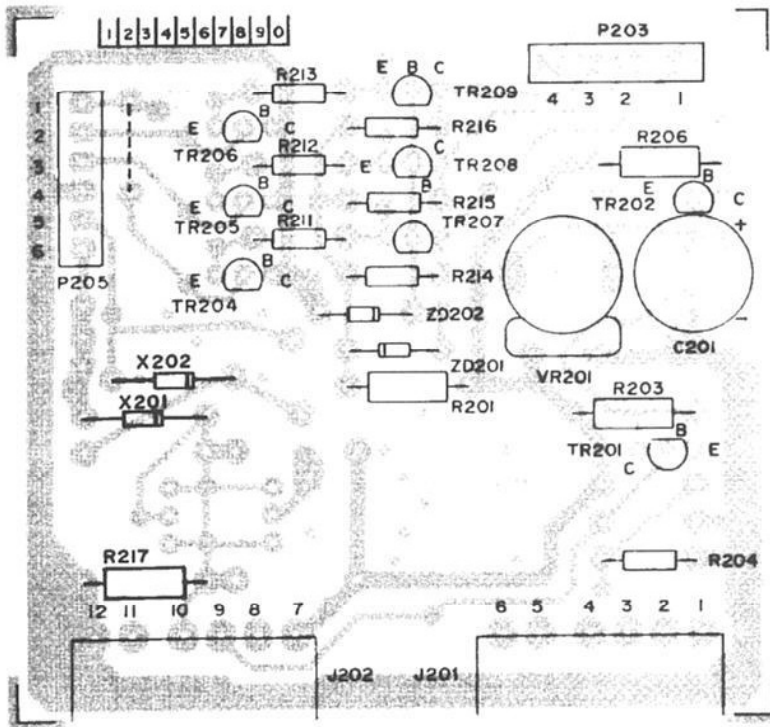 1 2 3 4 5 6 7 8 9 0
P203
4 3 2 1
R213
E B C
TR209
1
2
3
4
5
6
P205
E B C
TR206
R216
R206
R212
E C
TR208
B
E B C
TR202
E B C
TR205
R215
TR207
R211
+
-
C201
E B C
TR204
R214
ZD202
ZD201
VR201
X202
X201
R201
R203
B
TR201
C E
R217
R204
12 11 10 9 8 7
6 5 4 3 2 1
J202 J201